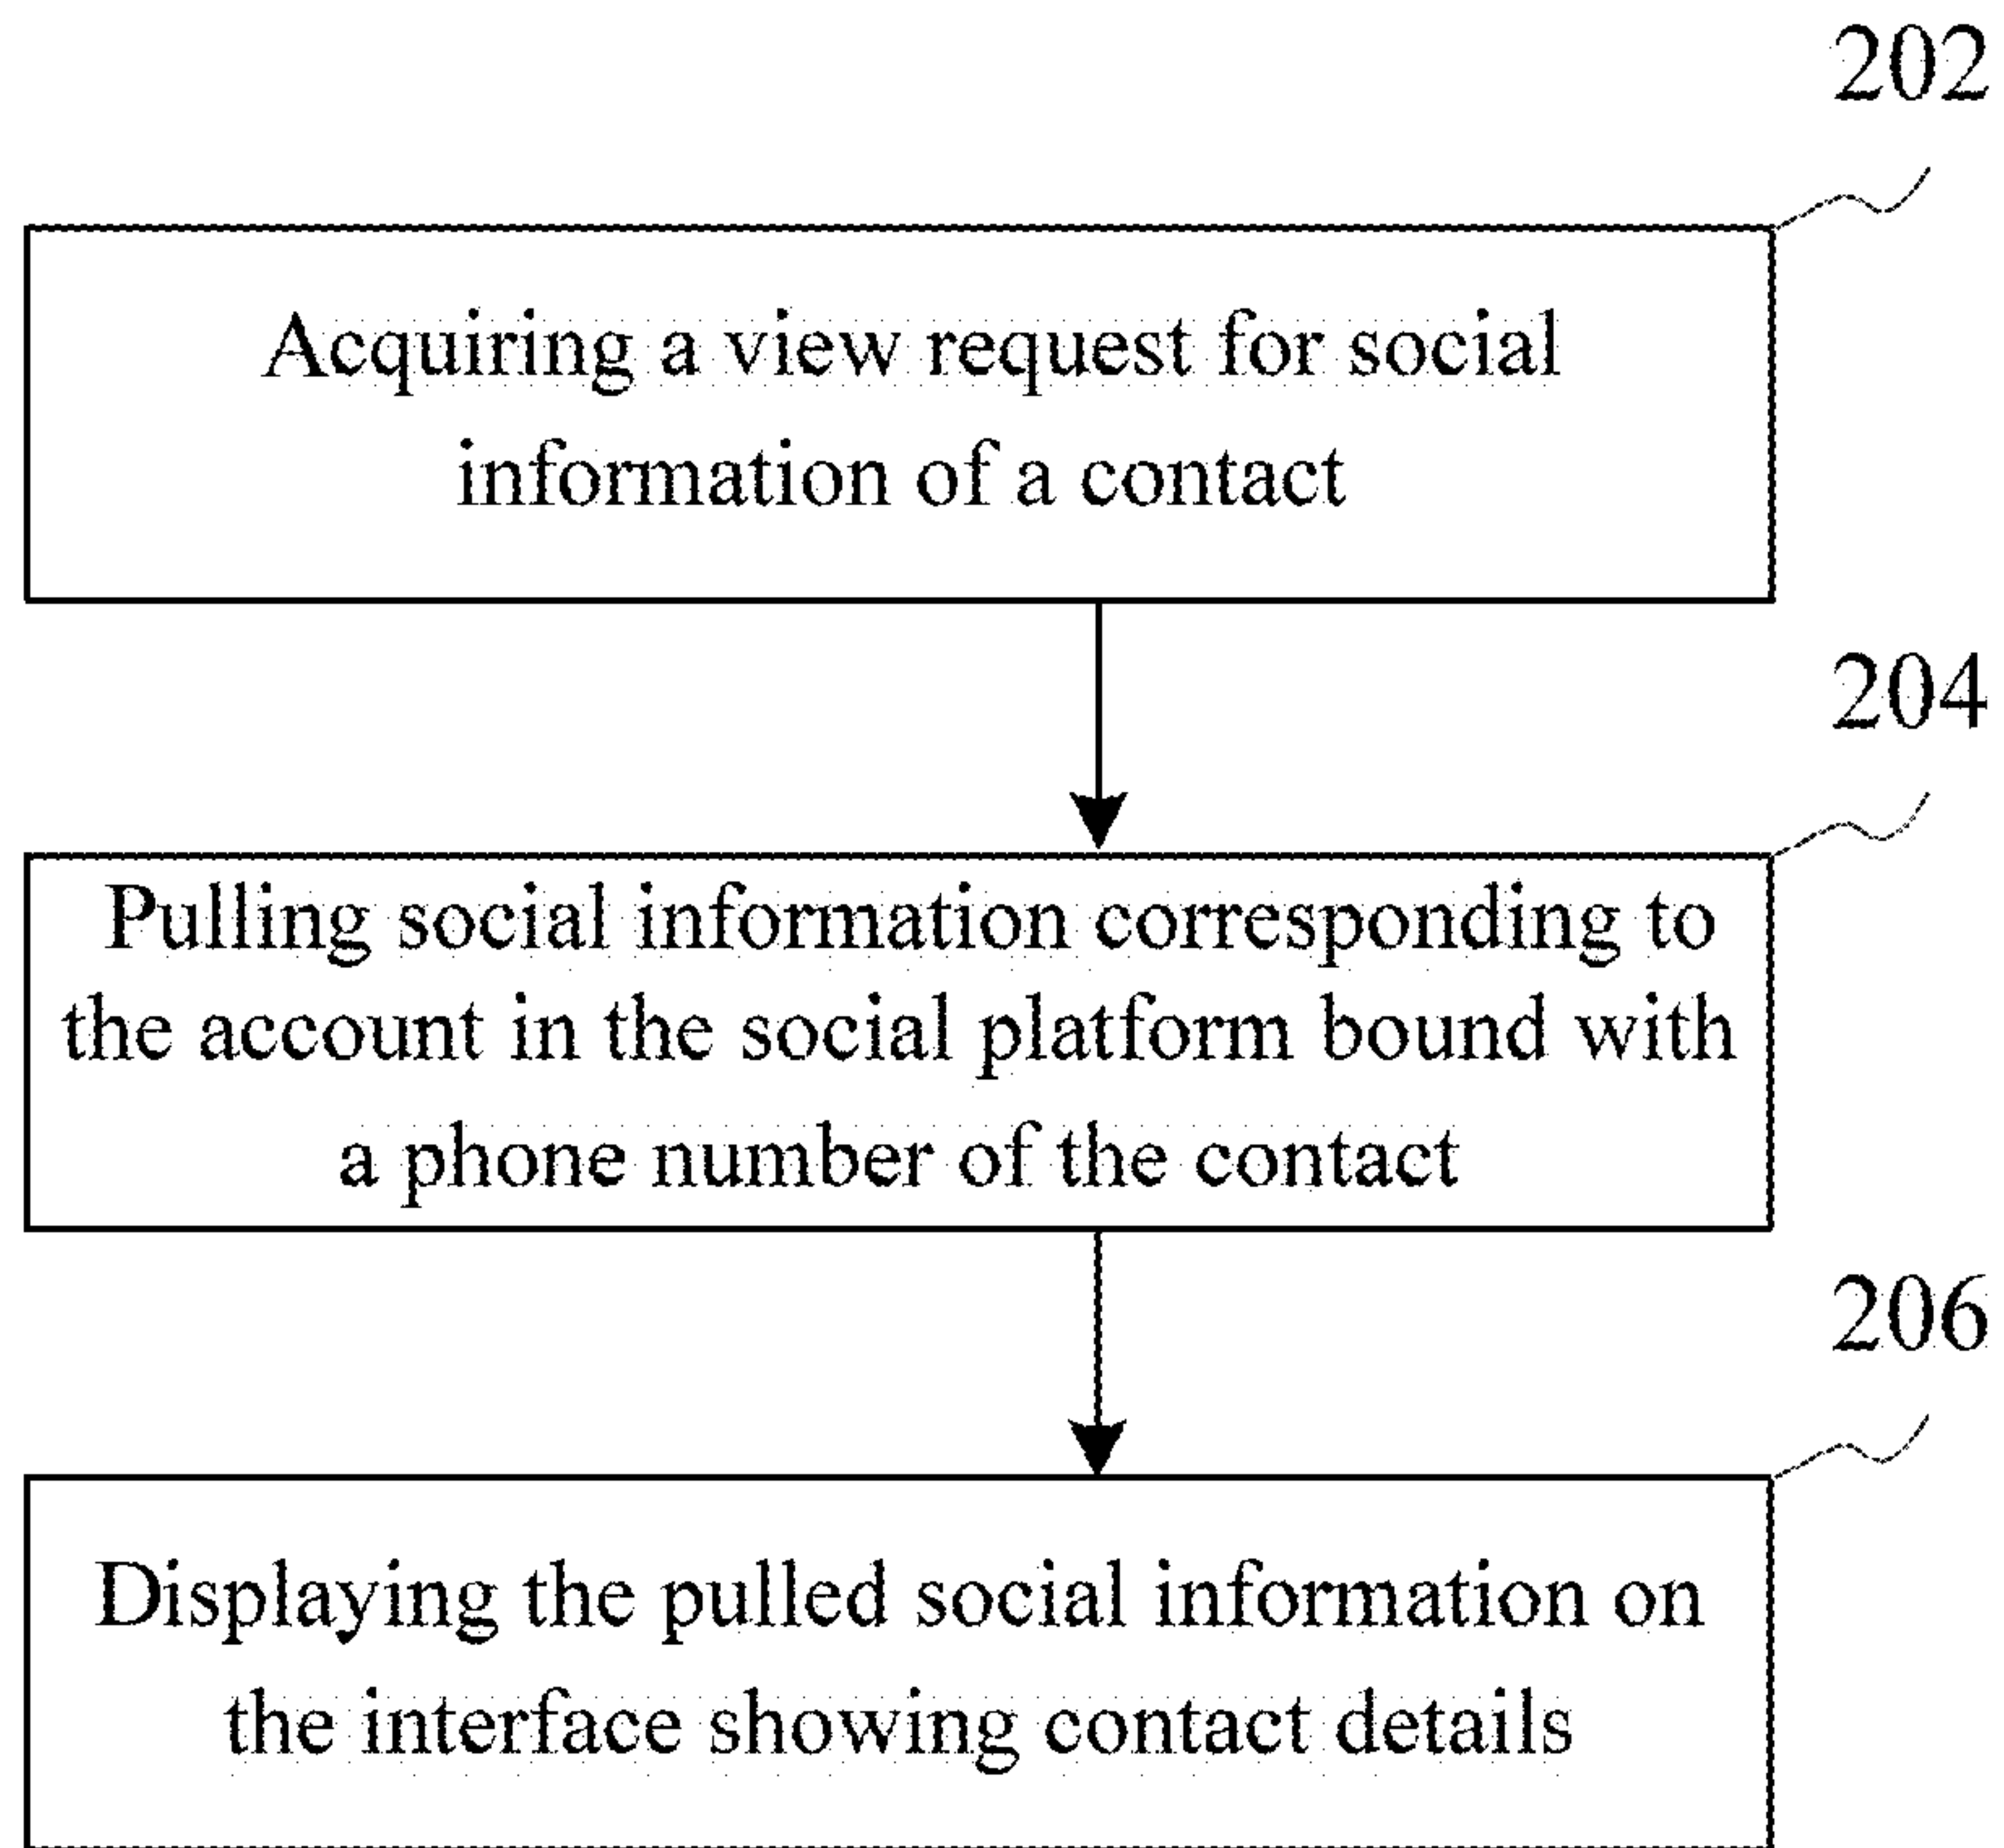 202
Acquiring a view request for social
information of a contact
204
Pulling social information corresponding to
the account in the social platform bound with
a phone number of the contact
206
Displaying the pulled social information on
the interface showing contact details